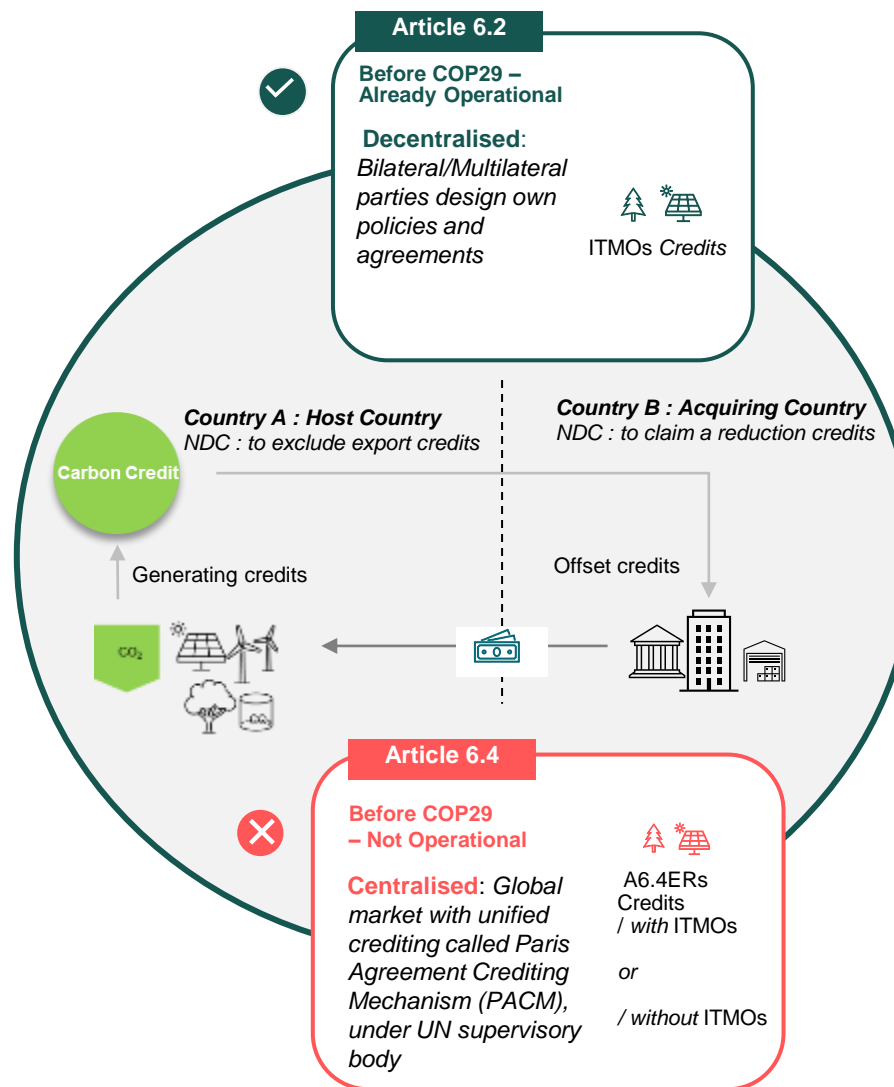 Article 6.2
Before COP29 –
Already Operational
Decentralised:
Bilateral/Multilateral
parties design own
policies and
agreements
ITMOs Credits
Country A : Host Country
NDC : to exclude export credits
Country B : Acquiring Country
NDC : to claim a reduction credits
Carbon Credit
Generating credits
Offset credits
CO₂
CO₂
Article 6.4
Before COP29
– Not Operational
Centralised: Global
market with unified
crediting called Paris
Agreement Crediting
Mechanism (PACM),
under UN supervisory
body
A6.4ERs
Credits
/ with ITMOs
or
/ without ITMOs